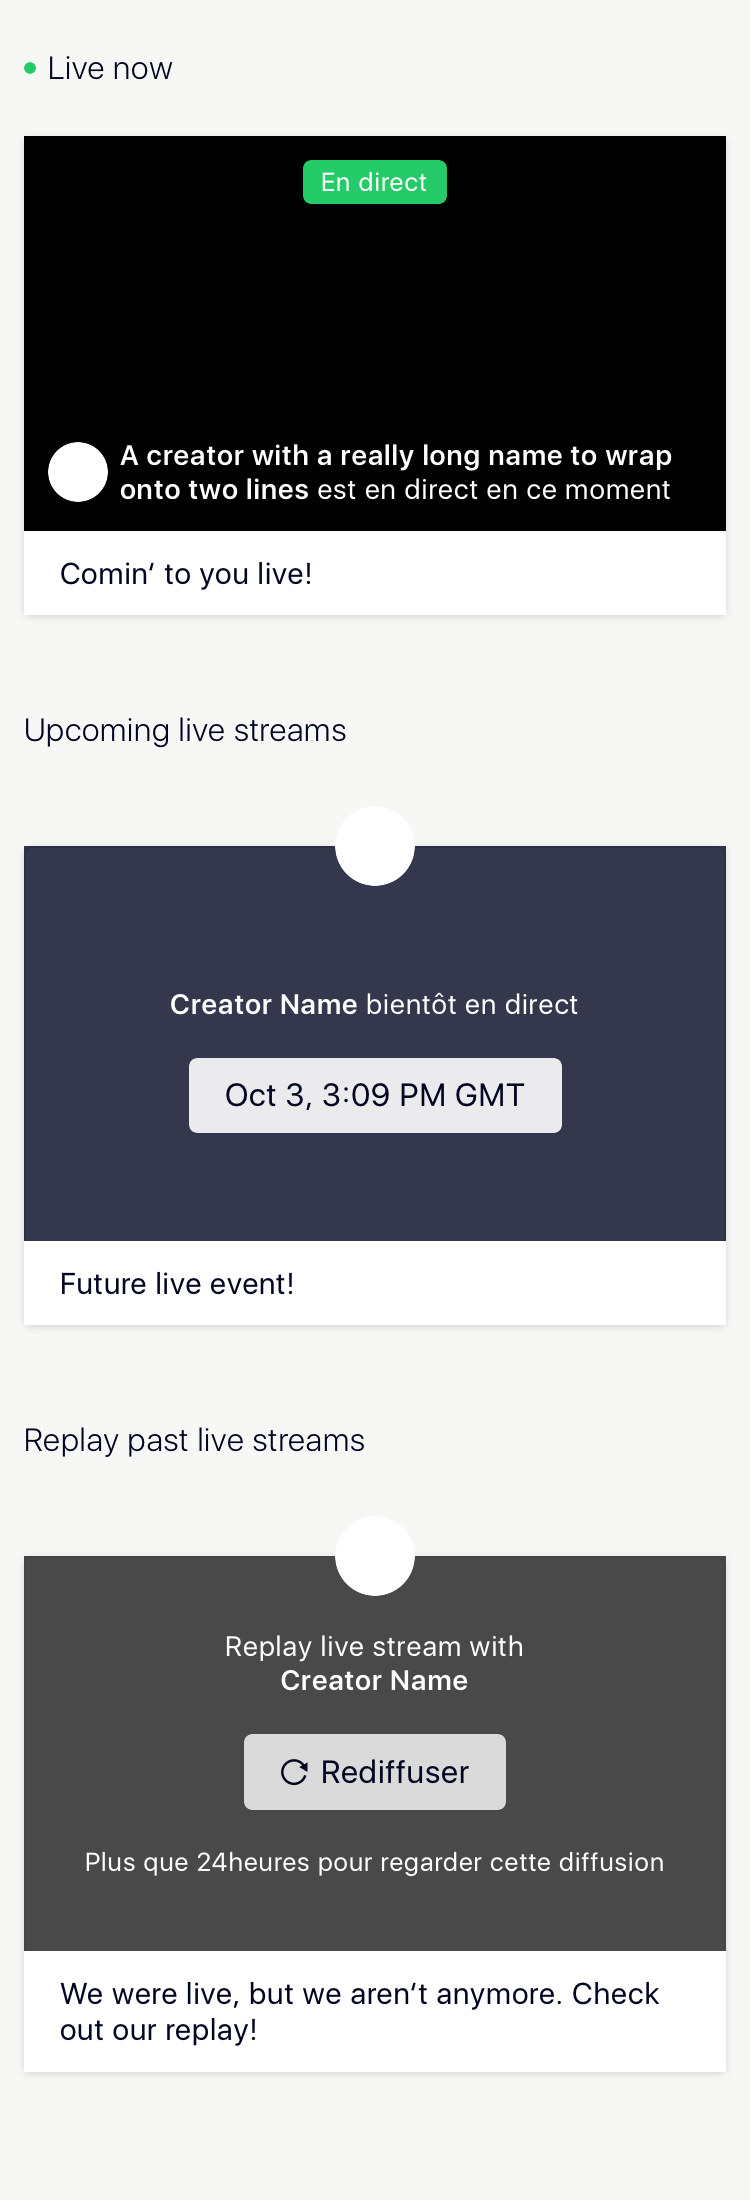 Live now
En direct
A creator with a really long name to wrap
onto two lines est en direct en ce moment
Comin‘ to you live!
Upcoming live streams
Creator Name bientôt en direct
Oct 3, 3:09 PM GMT
Future live event!
Replay past live streams
Replay live stream with
Creator Name
Rediffuser
Plus que 24heures pour regarder cette diffusion
We were live, but we aren‘t anymore. Check
out our replay!